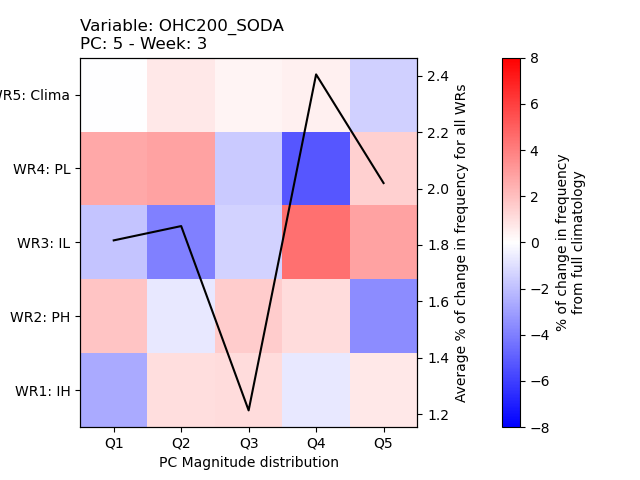 Variable: OHC200_SODA
PC: 5 - Week: 3
WR5: Clima
WR4: PL
WR3: IL
WR2: PH
WR1: IH
Q1 Q2 Q3 Q4 Q5
PC Magnitude distribution
2.4
2.2
2.0
1.8
1.6
1.4
1.2
Average % of change in frequency for all WRs
8
6
4
2
0
−2
−4
−6
−8
% of change in frequency
from full climatology